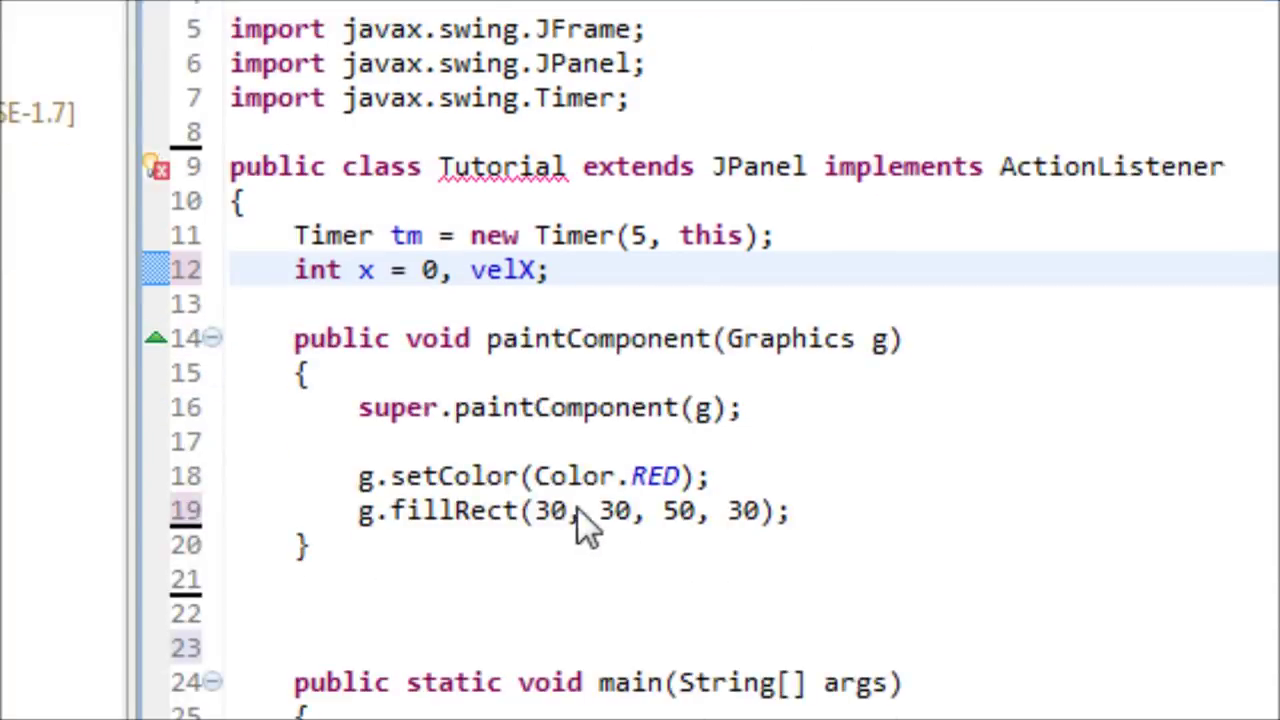 5 import javax.swing.JFrame;
6 import javax.swing.JPanel;
SE-1.7] 7 import javax.swing.Timer;
8
9 public class Tutorial extends JPanel implements ActionListener
10 {
11 Timer tm = new Timer(5, this);
12 int x = 0, velX;
13
14 public void paintComponent(Graphics g)
15 {
16 super.paintComponent(g);
17
18 g.setColor(Color.RED);
19 g.fillRect(30, 30, 50, 30);
20 }
21
22
23
24 public static void main(String[] args)
25 {